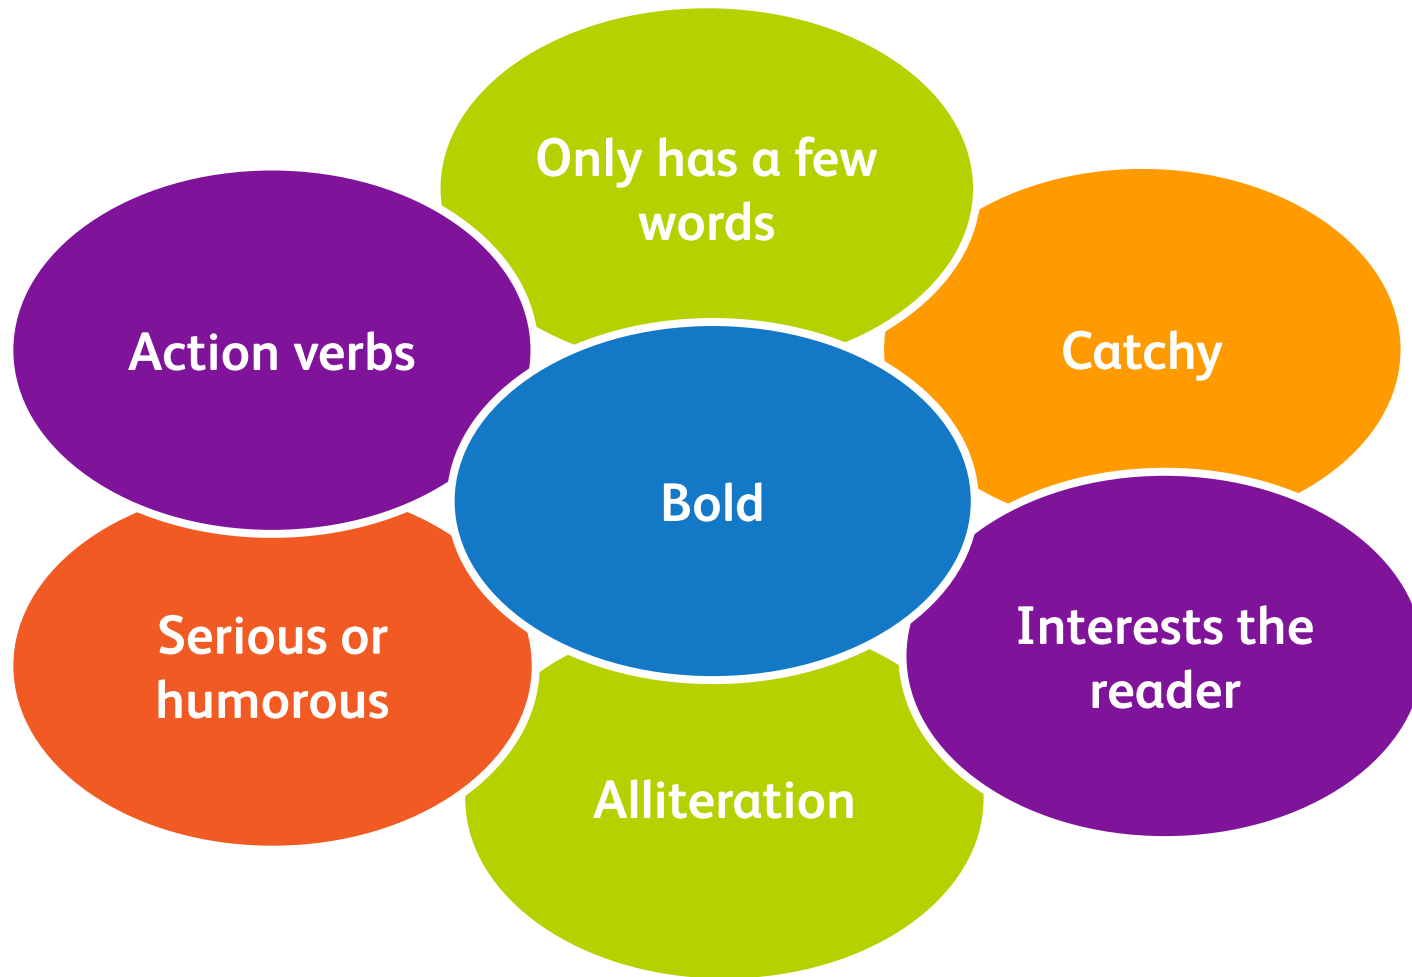 Only has a few
words
Action verbs
Catchy
Bold
Serious or
humorous
Interests the
reader
Alliteration